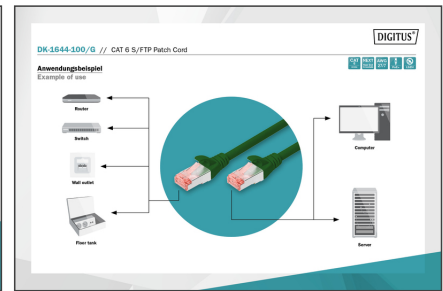 DIGITUS®
DK-1644-100/G // CAT 6 S/FTP Patch Cord
Anwendungsbeispiel
Example of use
Router
Switch
Wall outlet
Floor tank
Computer
Server